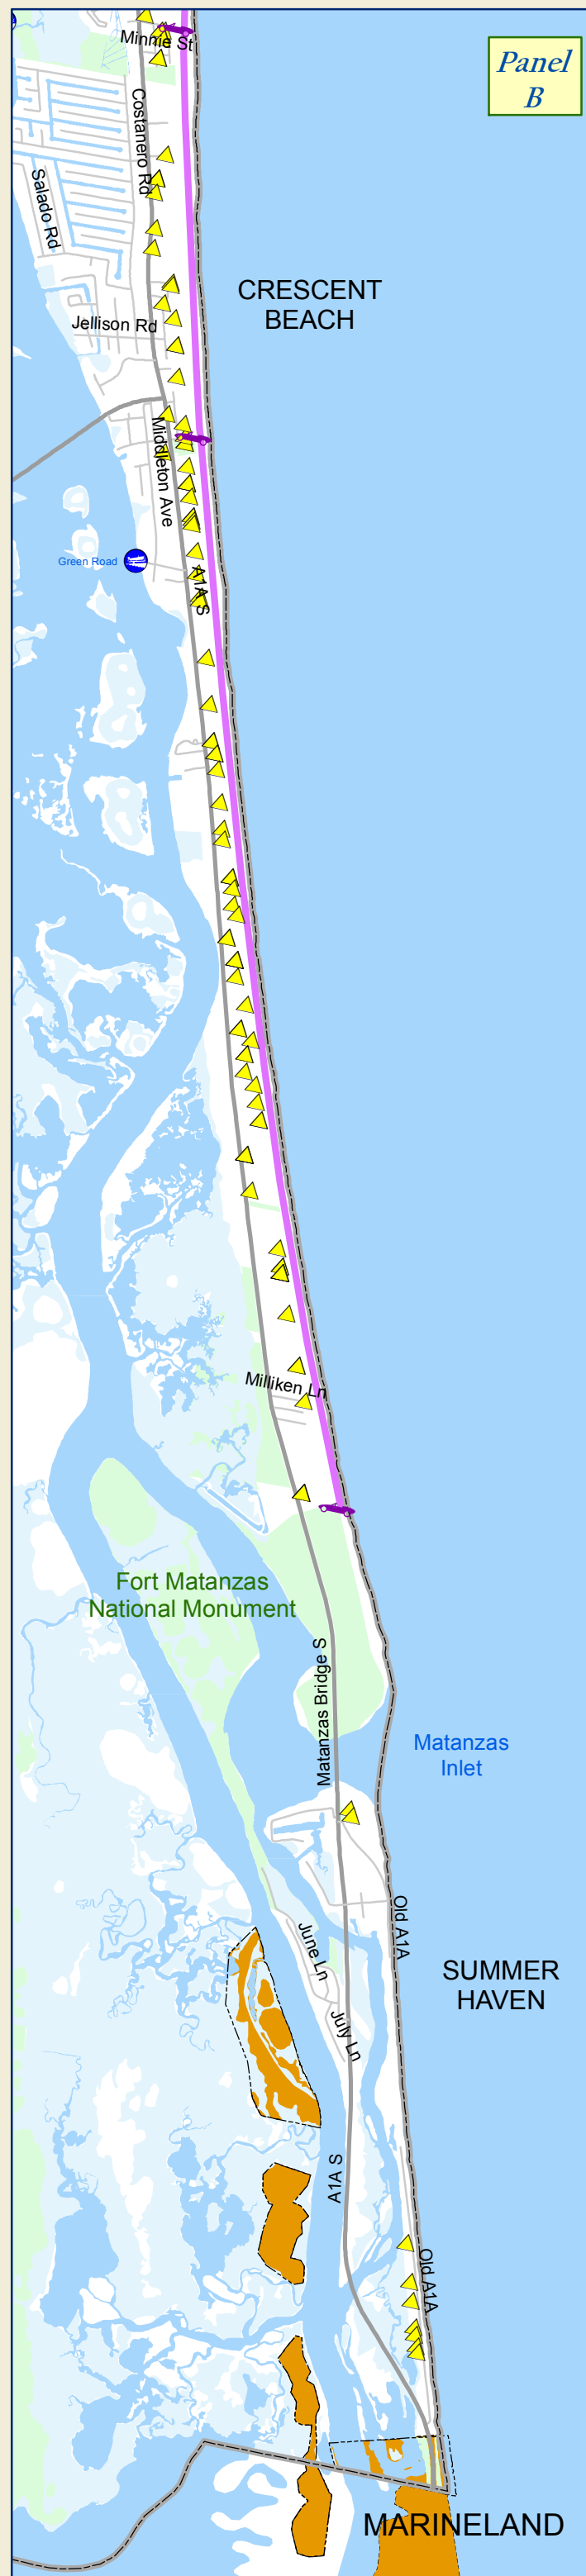 Panel
B
Minnie St
Costanero Rd
Salado Rd
CRESCENT
BEACH
Jellison Rd
Middleton Ave
Green Road
A1A S
Milliken Ln
Fort Matanzas
National Monument
Matanzas Bridge S
Matanzas
Inlet
Old A1A
June Ln
SUMMER
HAVEN
July Ln
A1A S
Old A1A
MARINELAND